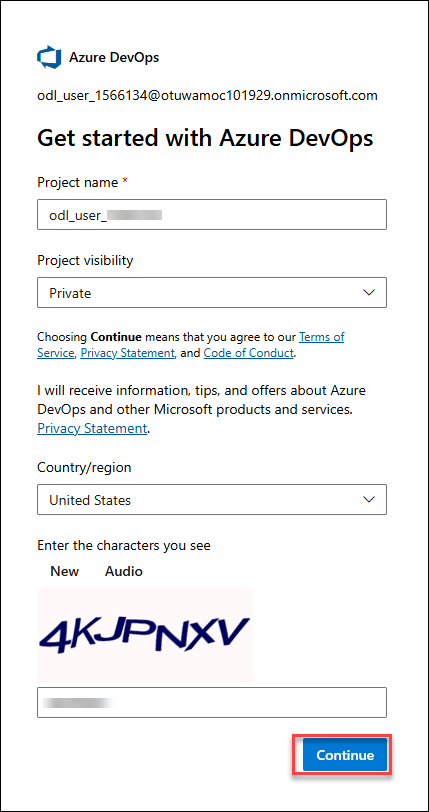 Azure DevOps
odl_user_1566134@otuwamoc101929.onmicrosoft.com
Get started with Azure DevOps
Project name *
odl_user_
Project visibility
Private
Choosing Continue means that you agree to our Terms of
Service, Privacy Statement, and Code of Conduct.
I will receive information, tips, and offers about Azure
DevOps and other Microsoft products and services.
Privacy Statement.
Country/region
United States
Enter the characters you see
New Audio
4KJPNXV
Continue